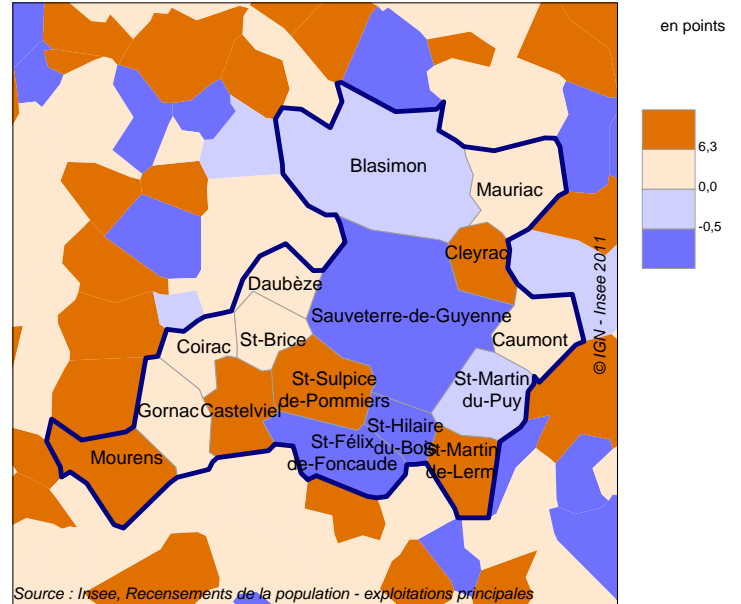 en points
6,3
0,0
-0,5
Blasimon
Mauriac
Cleyrac
Daubèze
Sauveterre-de-Guyenne
Coirac
St-Brice
Caumont
St-Sulpice
de-Pommiers
St-Martin
du-Puy
Gornac
Castelviel
St-Hilaire
du-Bois
St-Félix
de-Foncaude
St-Martin
de-Lerm
Mourens
© IGN - Insee 2011
Source : Insee, Recensements de la population - exploitations principales